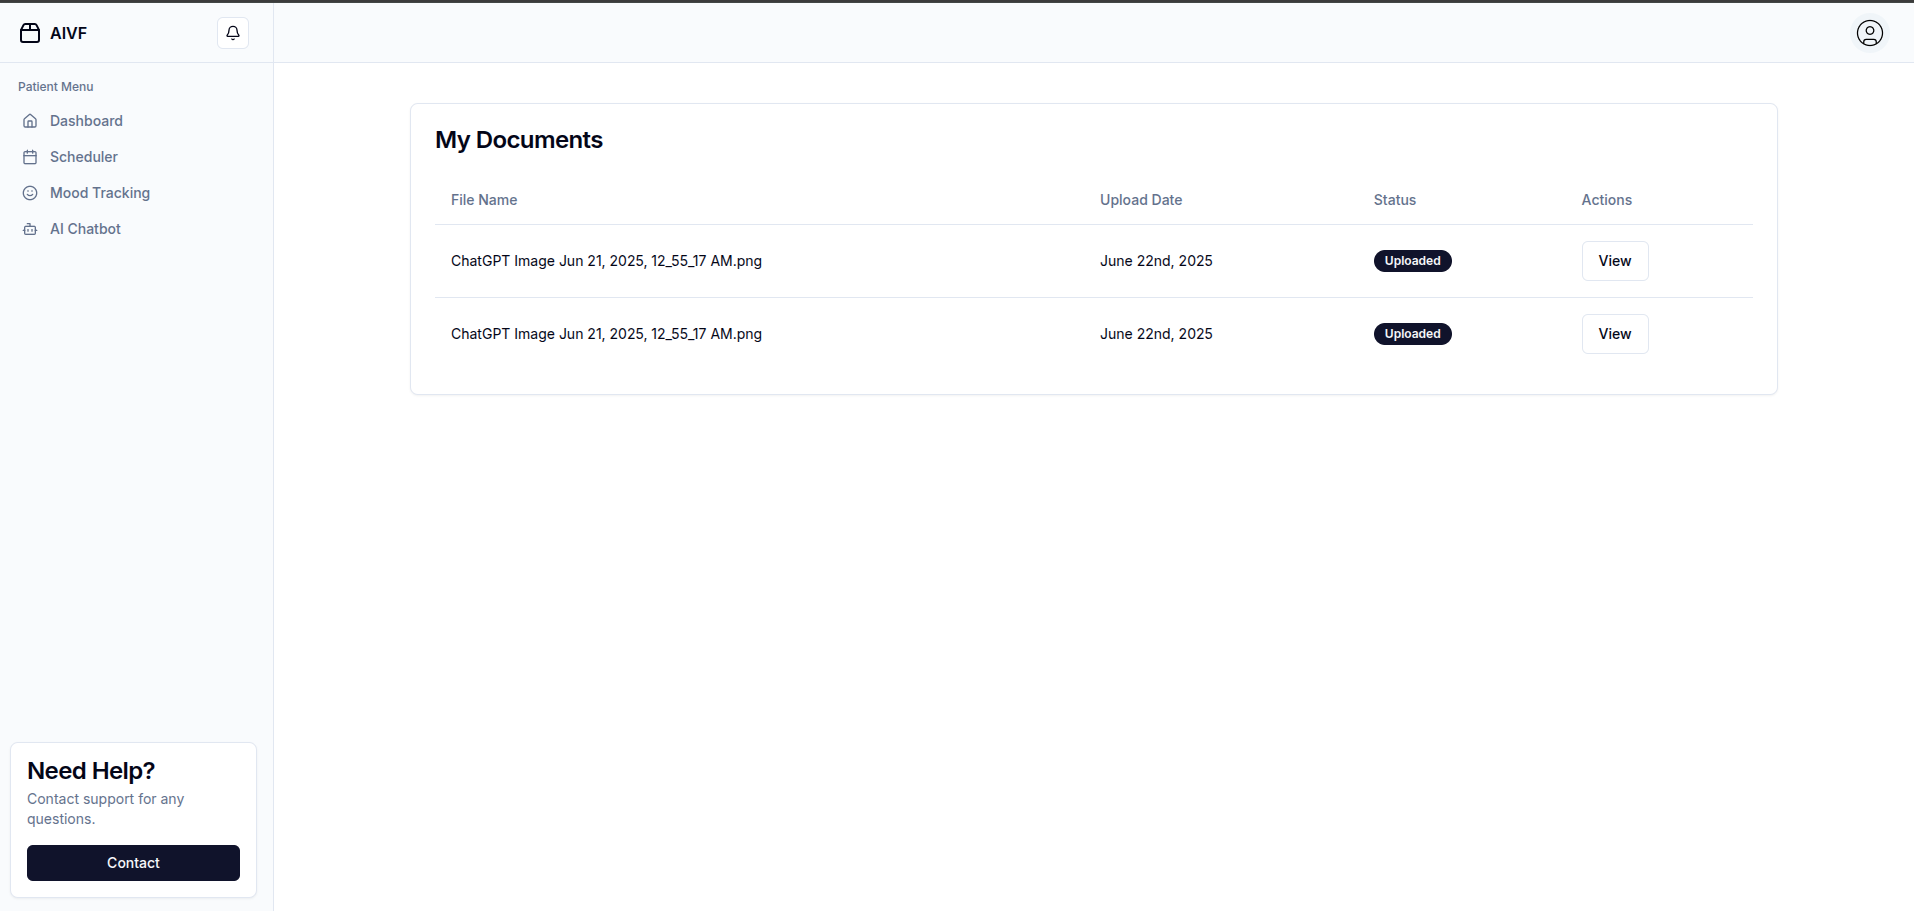 AIVF
Patient Menu
Dashboard
Scheduler
Mood Tracking
AI Chatbot
My Documents
File Name Upload Date Status Actions
ChatGPT Image Jun 21, 2025, 12_55_17 AM.png June 22nd, 2025 Uploaded View
ChatGPT Image Jun 21, 2025, 12_55_17 AM.png June 22nd, 2025 Uploaded View
Need Help?
Contact support for any
questions.
Contact